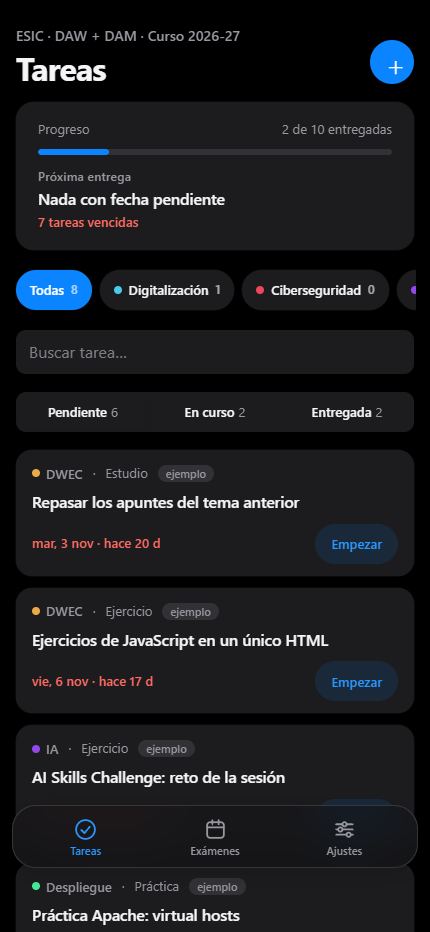 ESIC · DAW + DAM · Curso 2026-27
Tareas
+
Progreso 2 de 10 entregadas
Próxima entrega
Nada con fecha pendiente
7 tareas vencidas
Todas 8 Digitalización 1 Ciberseguridad 0
Buscar tarea...
Pendiente 6 En curso 2 Entregada 2
DWEC · Estudio ejemplo
Repasar los apuntes del tema anterior
mar, 3 nov · hace 20 d Empezar
DWEC · Ejercicio ejemplo
Ejercicios de JavaScript en un único HTML
vie, 6 nov · hace 17 d Empezar
IA · Ejercicio ejemplo
AI Skills Challenge: reto de la sesión
Tareas Exámenes Ajustes
Despliegue · Práctica ejemplo
Práctica Apache: virtual hosts